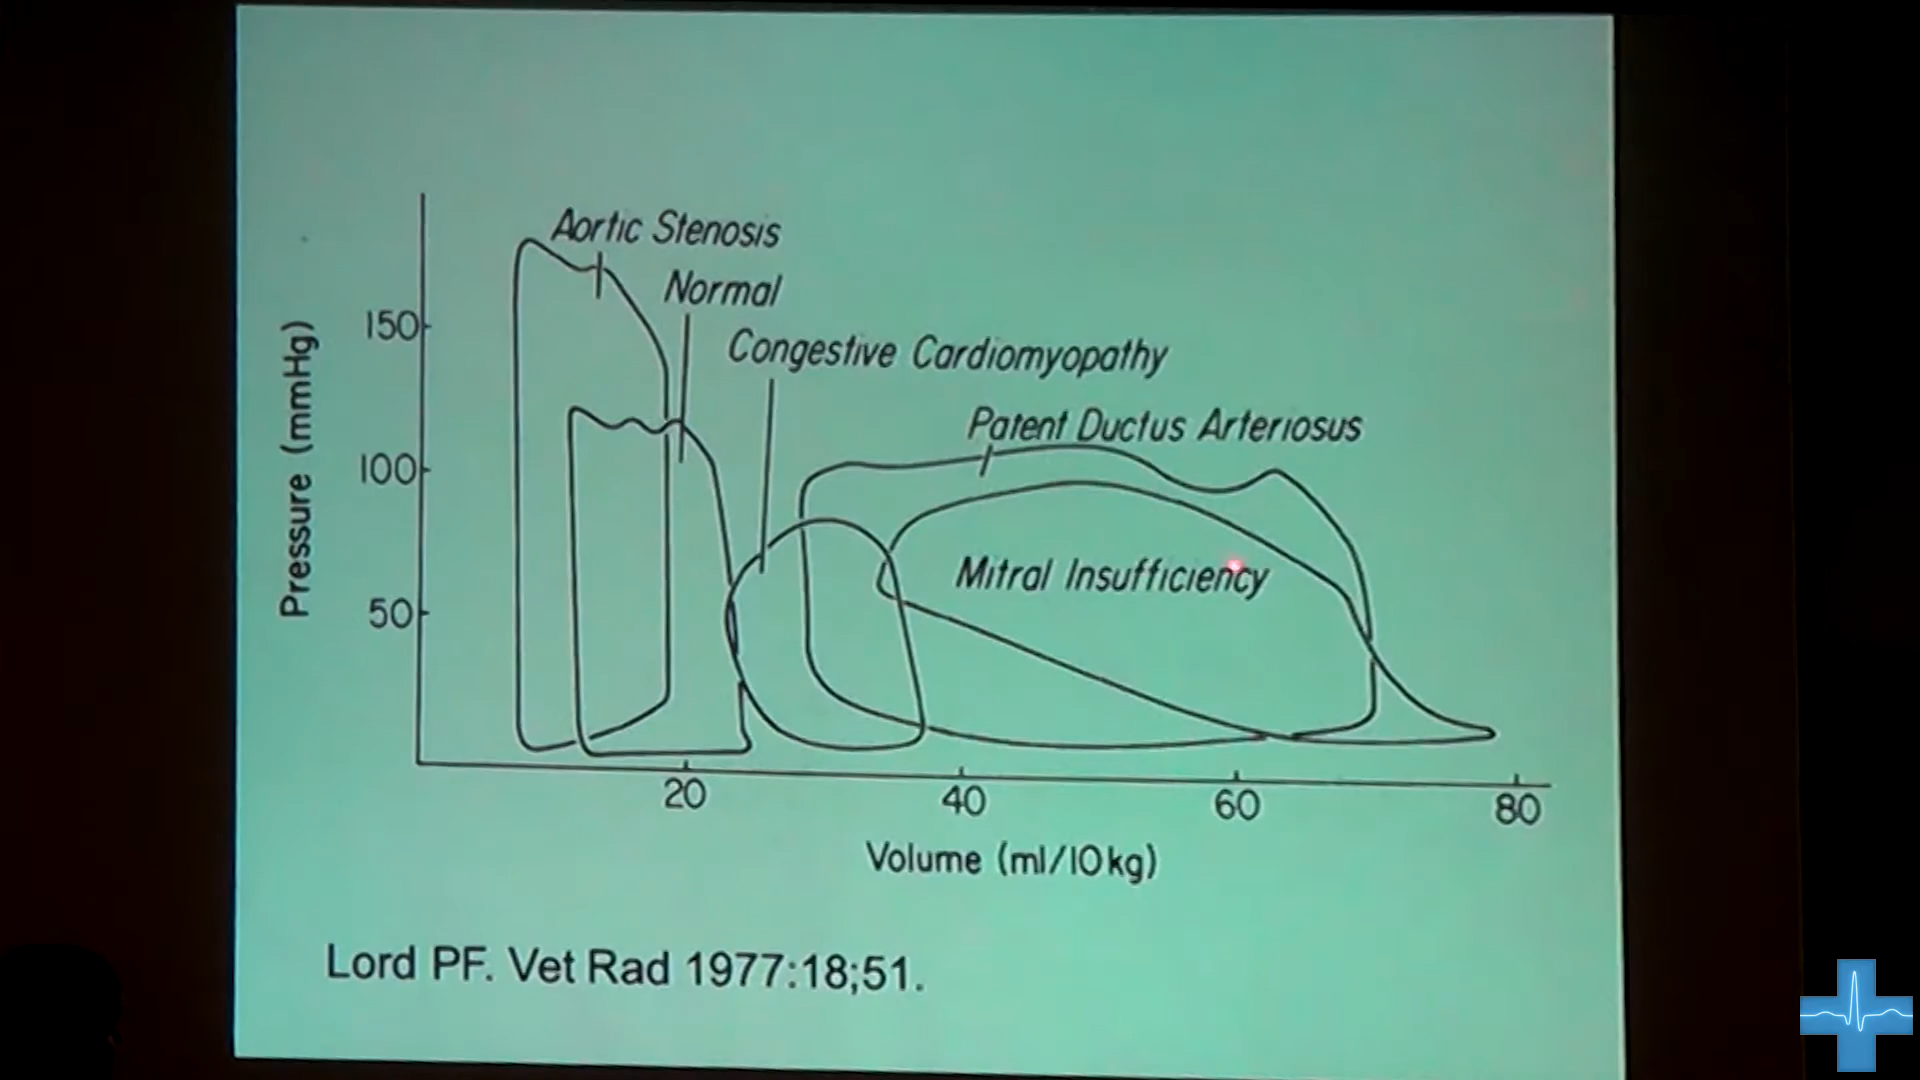 Aortic Stenosis
Normal
Congestive Cardiomyopathy
Patent Ductus Arteriosus
Mitral Insufficiency
Pressure (mmHg)
150
100
50
20
40
60
80
Volume (ml/10kg)
Lord PF. Vet Rad 1977:18;51.